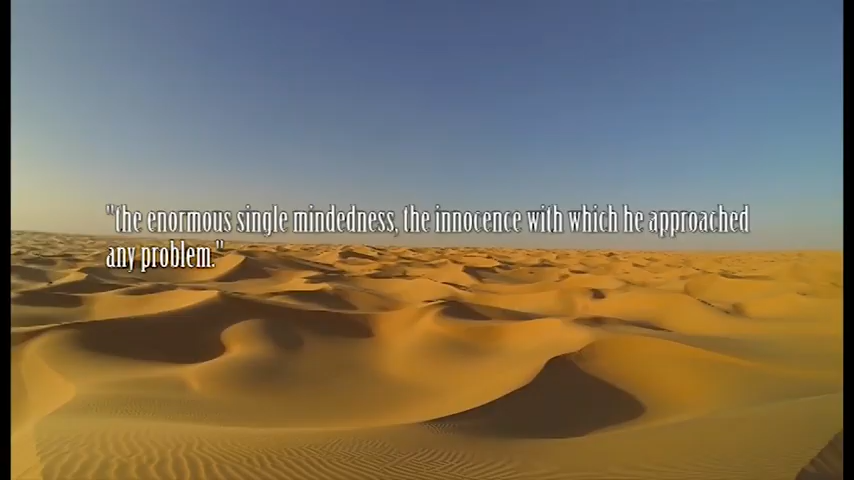 "the enormous single mindedness, the innocence with which he approached
any problem."